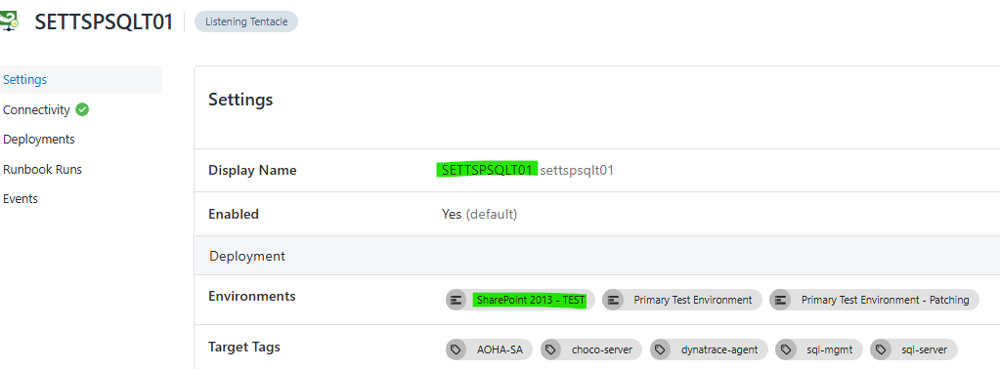 SETTSPSQLT01 Listening Tentacle
Settings
Connectivity
Deployments
Runbook Runs
Events
Settings
Display Name SETTSPSQLT01 settspsqlt01
Enabled Yes (default)
Deployment
Environments SharePoint 2013 - TEST Primary Test Environment Primary Test Environment - Patching
Target Tags AOHA-SA choco-server dynatrace-agent sql-mgmt sql-server